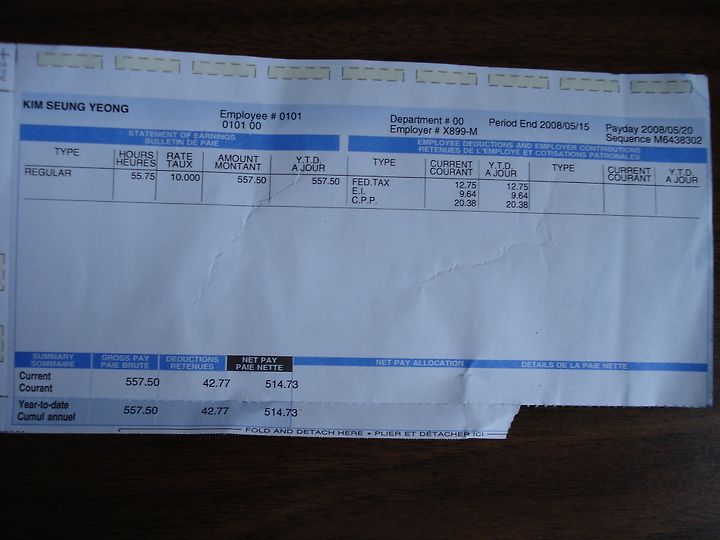 KIM SEUNG YEONG
Employee # 0101
0101 00
Department # 00
Employer # X899-M
Period End 2008/05/15
Payday 2008/05/20
Sequence M6438302
STATEMENT OF EARNINGS
BULLETIN DE PAIE
EMPLOYEE DEDUCTIONS AND EMPLOYER CONTRIBUTIONS
RETENUES DE L'EMPLOYÉ ET COTISATIONS PATRONALES
TYPE HOURS HEURES RATE TAUX AMOUNT MONTANT Y.T.D. A JOUR TYPE CURRENT COURANT Y.T.D. A JOUR TYPE CURRENT COURANT Y.T.D. A JOUR
REGULAR 55.75 10.000 557.50 557.50 FED.TAX 12.75 12.75
E.I. 9.64 9.64
C.P.P. 20.38 20.38
SUMMARY SOMMAIRE GROSS PAY PAIE BRUTE DEDUCTIONS RETENUES NET PAY PAIE NETTE NET PAY ALLOCATION DÉTAILS DE LA PAIE NETTE
Current Courant 557.50 42.77 514.73
Year-to-date Cumul annuel 557.50 42.77 514.73
FOLD AND DETACH HERE • PLIER ET DÉTACHER ICI